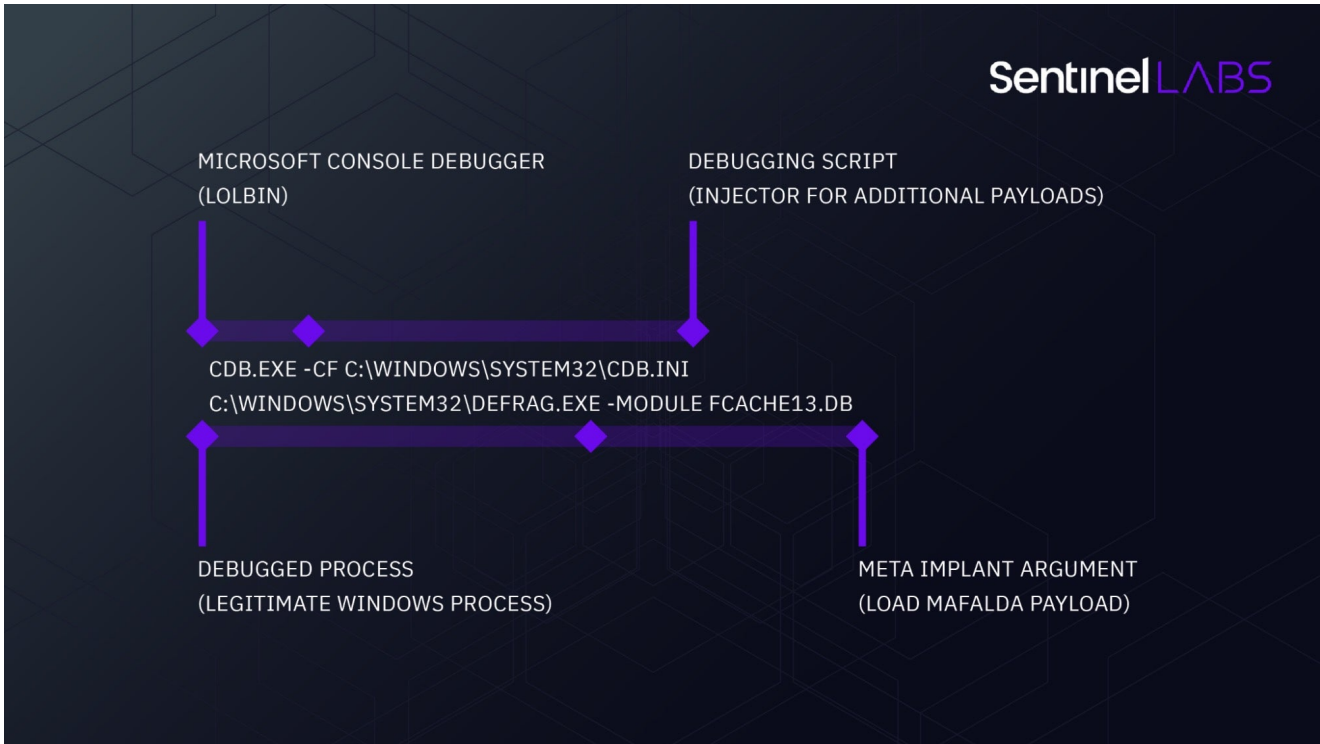 SentinelLABS
MICROSOFT CONSOLE DEBUGGER
(LOLBIN)
DEBUGGING SCRIPT
(INJECTOR FOR ADDITIONAL PAYLOADS)
CDB.EXE -CF C:\WINDOWS\SYSTEM32\CDB.INI
C:\WINDOWS\SYSTEM32\DEFRAG.EXE -MODULE FCACHE13.DB
DEBUGGED PROCESS
(LEGITIMATE WINDOWS PROCESS)
META IMPLANT ARGUMENT
(LOAD MAFALDA PAYLOAD)